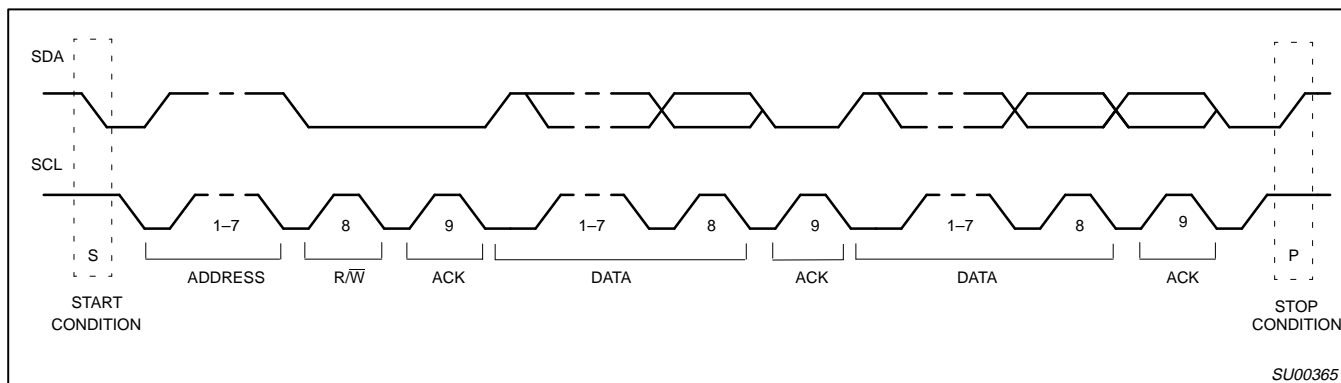 SDA
SCL
1–7 8 9 1–7 8 9 1–7 8 9
S P
ADDRESS R/W̅ ACK DATA ACK DATA ACK
START CONDITION
STOP CONDITION
SU00365